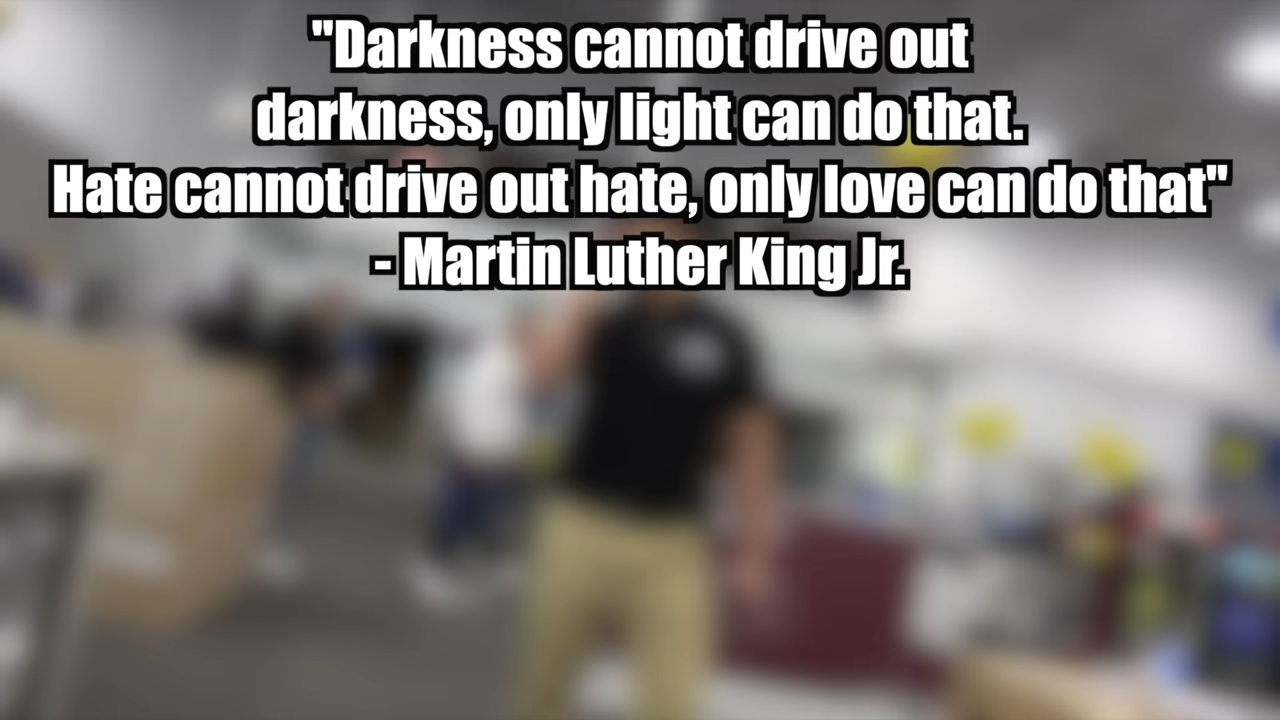 "Darkness cannot drive out
darkness, only light can do that.
Hate cannot drive out hate, only love can do that"
- Martin Luther King Jr.